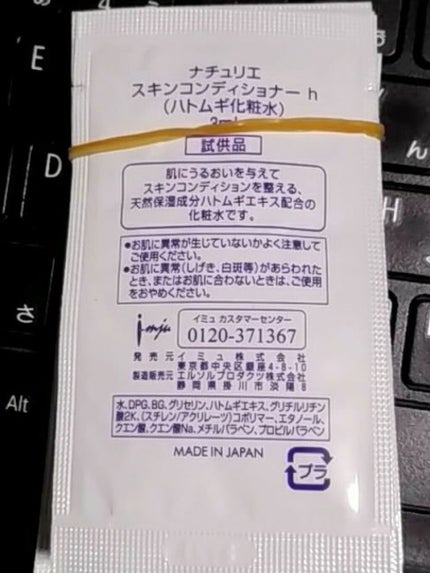 ナチュリエ
スキンコンディショナー h
(ハトムギ化粧水)
3ml
試供品
肌にうるおいを与えて
スキンコンディションを整える、
天然保湿成分ハトムギエキス配合の
化粧水です。
●お肌に異常が生じていないかよく注意して
ご使用ください。
●お肌に異常(しげき、白斑等)があらわれた
とき、またはお肌に合わないときは、ご使用
をおやめください。
imju
イミュ カスタマーセンター
0120-371367
発売元 イミュ株式会社
東京都中央区銀座4-8-10
製造販売元 エルソルプロダクツ株式会社
静岡県掛川市淡陽8
水、DPG、BG、グリセリン、ハトムギエキス、グリチルリチン
酸2K、(スチレン/アクリレーツ)コポリマー、エタノール、
クエン酸、クエン酸Na、メチルパラベン、プロピルパラベン
MADE IN JAPAN
プラ
E
D
さ
Alt
ん
H